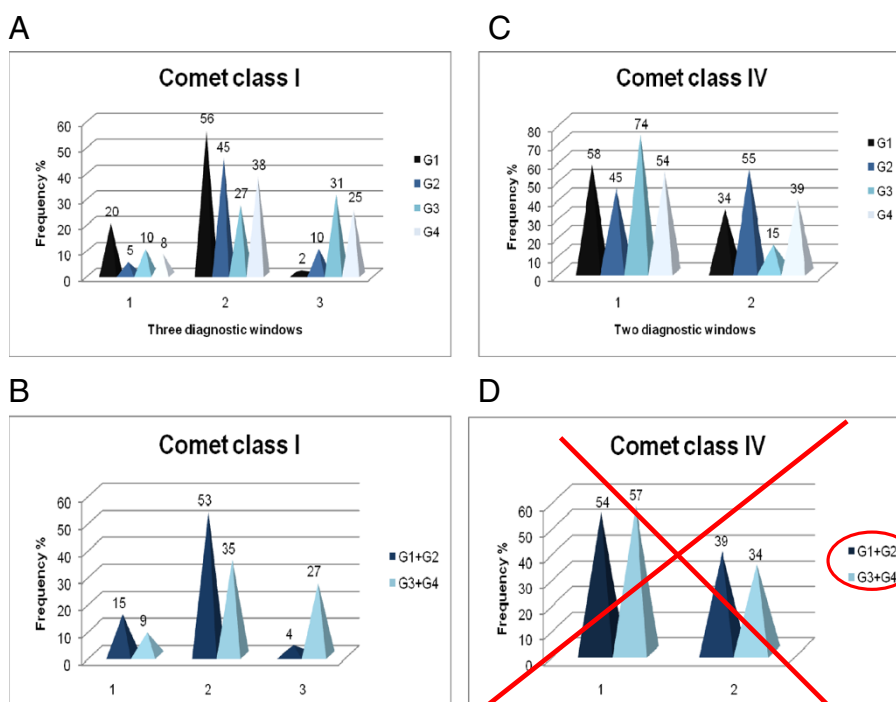 A
Comet class I
Frequency %
60
50
40
30
20
10
0
20
5
10
8
56
45
27
38
2
10
31
25
1
2
3
Three diagnostic windows
G1
G2
G3
G4
C
Comet class IV
Frequency %
80
70
60
50
40
30
20
10
0
58
45
74
54
34
55
15
39
1
2
Two diagnostic windows
G1
G2
G3
G4
B
Comet class I
Frequency %
60
50
40
30
20
10
0
15
9
53
35
4
27
1
2
3
G1+G2
G3+G4
D
Comet class IV
Frequency %
60
50
40
30
20
10
0
54
57
39
34
1
2
G1+G2
G3+G4